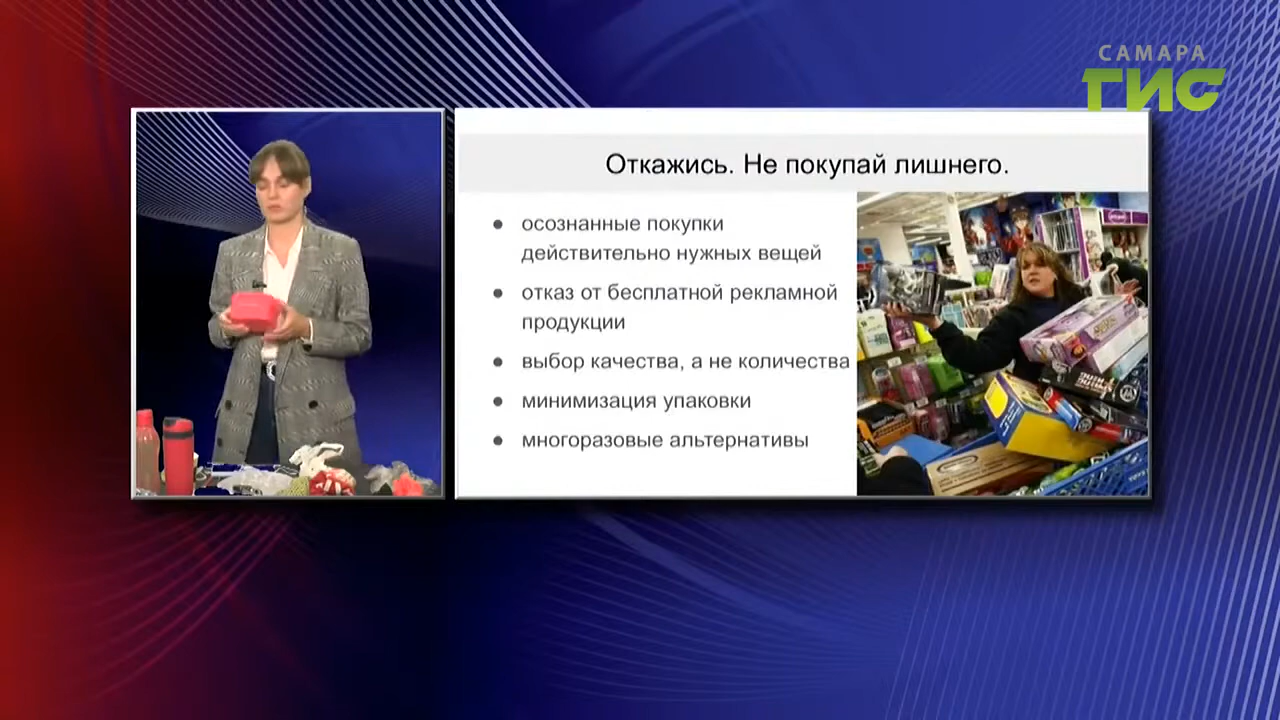 САМАРА
ГИС
Откажись. Не покупай лишнего.
осознанные покупки
действительно нужных вещей
отказ от бесплатной рекламной
продукции
выбор качества, а не количества
минимизация упаковки
многоразовые альтернативы